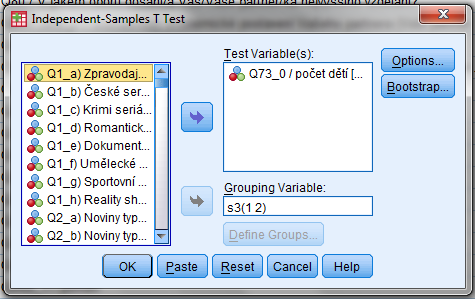 Independent-Samples T Test
Test Variable(s):
Q1_a) Zpravodaj...
Q1_b) České ser...
Q1_c) Krimi seriá...
Q1_d) Romantick...
Q1_e) Dokument...
Q1_f) Umělecké ...
Q1_g) Sportovní ...
Q1_h) Reality sh...
Q2_a) Noviny typ...
Q2_b) Noviny typ...
Q73_0 / počet dětí [...
Options...
Bootstrap...
Grouping Variable:
s3(1 2)
Define Groups...
OK
Paste
Reset
Cancel
Help